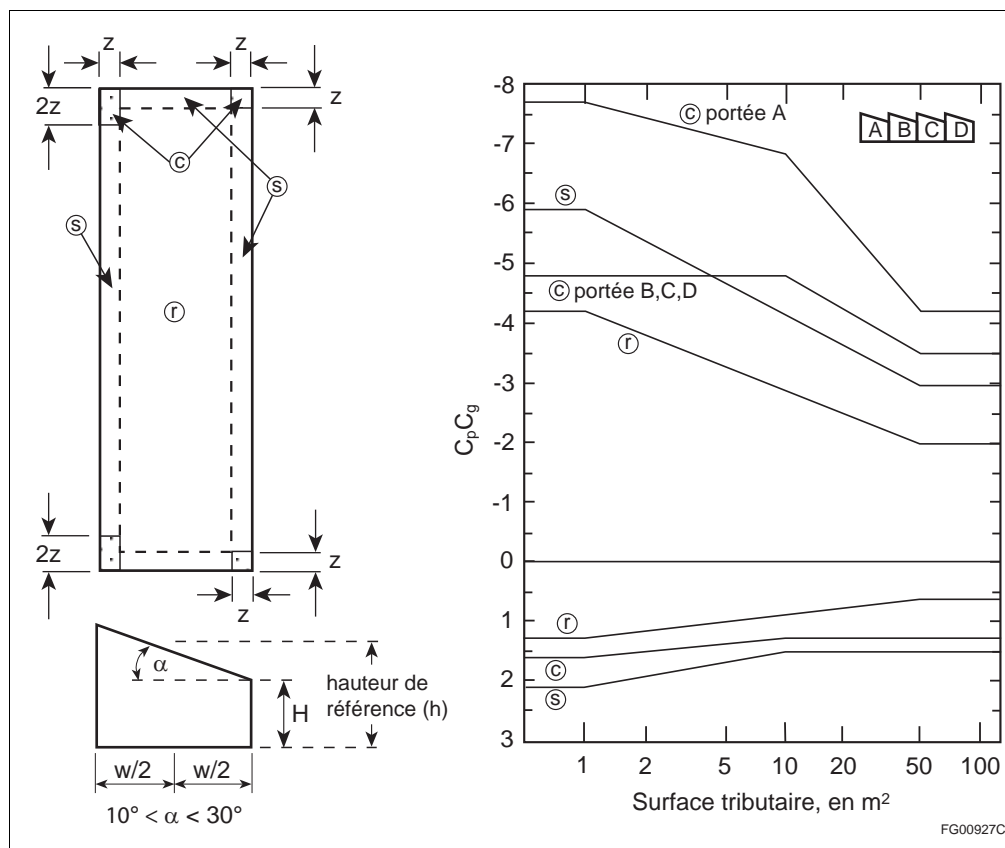 z
z
2z
z
ⓒ
ⓢ
ⓢ
ⓡ
2z
z
z
α
H
hauteur de
référence (h)
w/2
w/2
10° < α < 30°
-8
-7
-6
-5
-4
-3
-2
-1
0
1
2
3
CpCg
ⓒ portée A
A B C D
ⓢ
ⓒ portée B,C,D
ⓡ
ⓡ
ⓒ
ⓢ
1 2 5 10 20 50 100
Surface tributaire, en m²
FG00927C